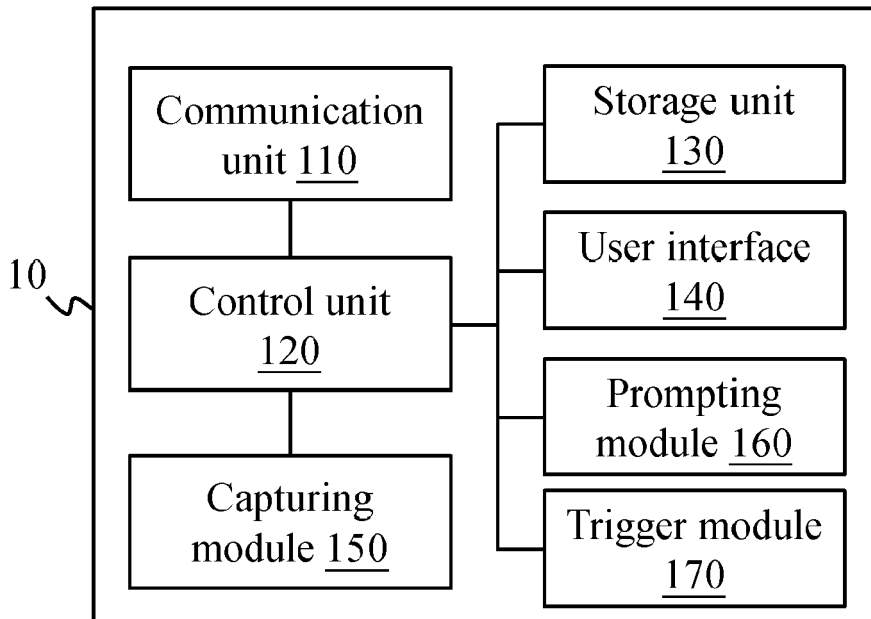 10
Communication
unit 110
Control unit
120
Capturing
module 150
Storage unit
130
User interface
140
Prompting
module 160
Trigger module
170